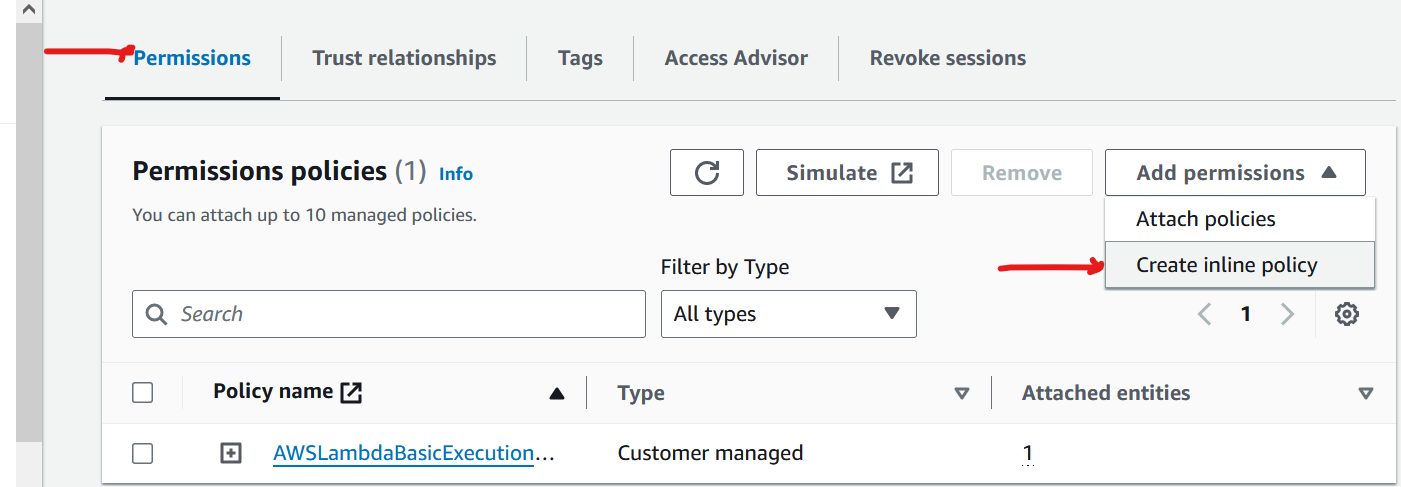 Permissions Trust relationships Tags Access Advisor Revoke sessions
Permissions policies (1) Info
Simulate Remove Add permissions
You can attach up to 10 managed policies.
Attach policies
Create inline policy
Filter by Type
Search All types 1
Policy name Type Attached entities
AWSLambdaBasicExecution... Customer managed 1